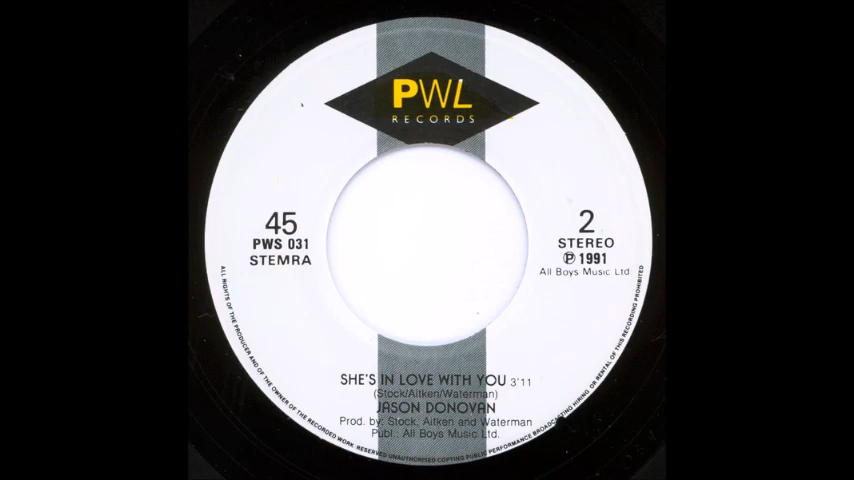 PWL
RECORDS
45
PWS 031
STEMRA
2
STEREO
Ⓟ 1991
All Boys Music Ltd
SHE'S IN LOVE WITH YOU 3'11
(Stock/Aitken/Waterman)
JASON DONOVAN
Prod. by: Stock, Aitken and Waterman
Publ.: All Boys Music Ltd.
ALL RIGHTS OF THE PRODUCER AND OF THE OWNER OF THE RECORDED WORK RESERVED UNAUTHORISED COPYING PUBLIC PERFORMANCE BROADCASTING HIRING OR RENTAL OF THIS RECORDING PROHIBITED